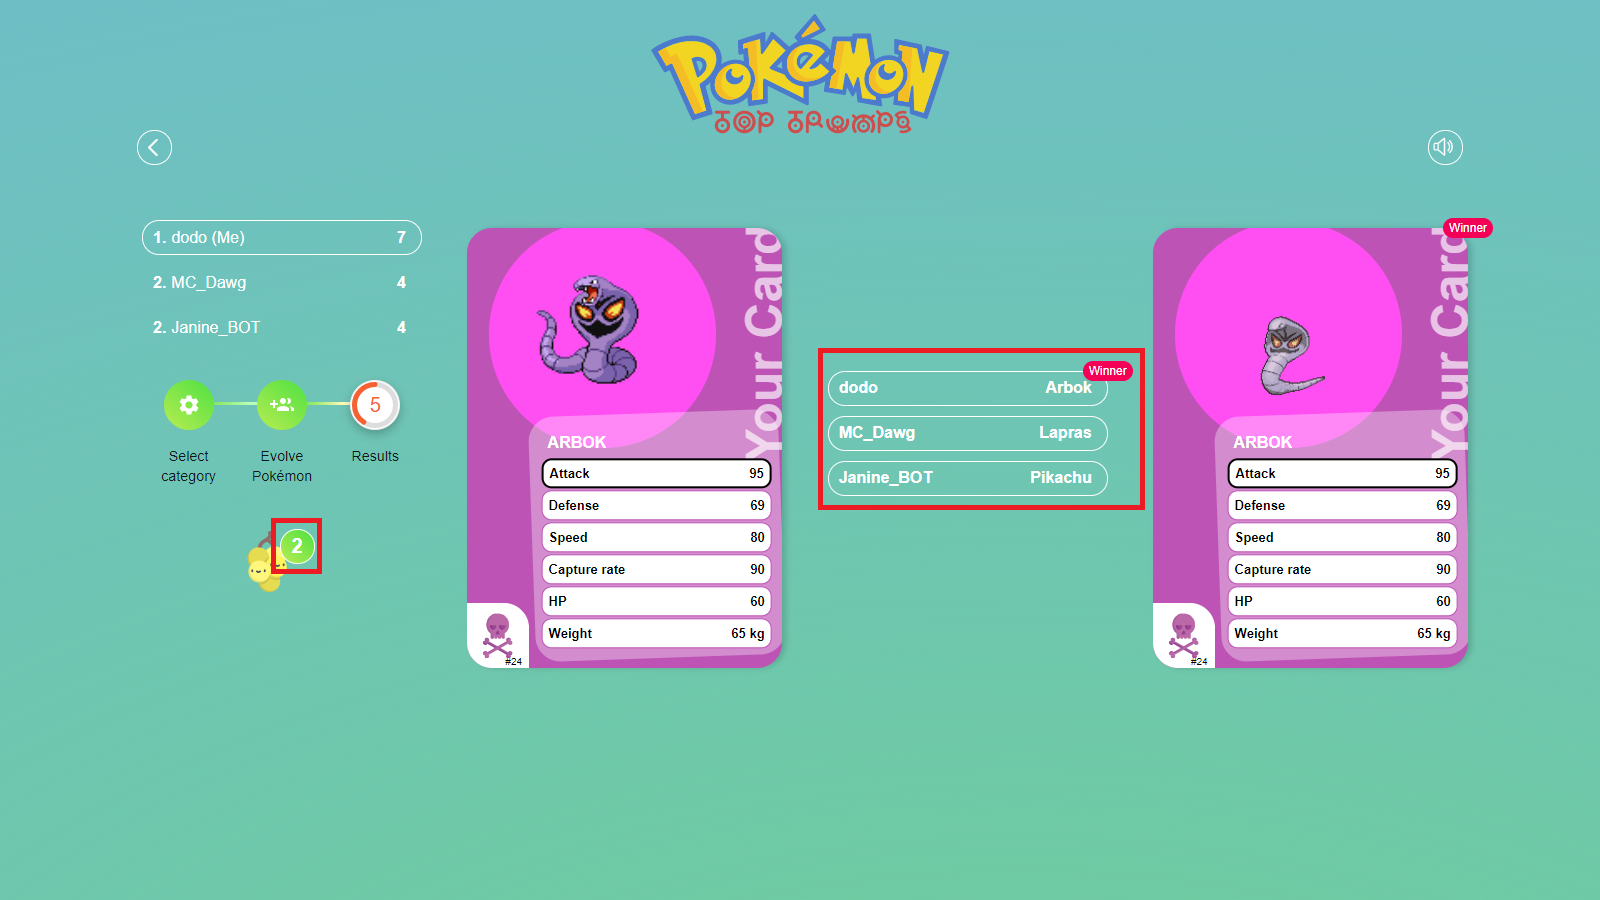 POKéMON
TOP TRUMPS
1. dodo (Me) 7
2. MC_Dawg 4
2. Janine_BOT 4
5
Select category
Evolve Pokémon
Results
2
Your Card
ARBOK
Attack 95
Defense 69
Speed 80
Capture rate 90
HP 60
Weight 65 kg
#24
Winner
dodo Arbok
MC_Dawg Lapras
Janine_BOT Pikachu
Winner
Your Card
ARBOK
Attack 95
Defense 69
Speed 80
Capture rate 90
HP 60
Weight 65 kg
#24